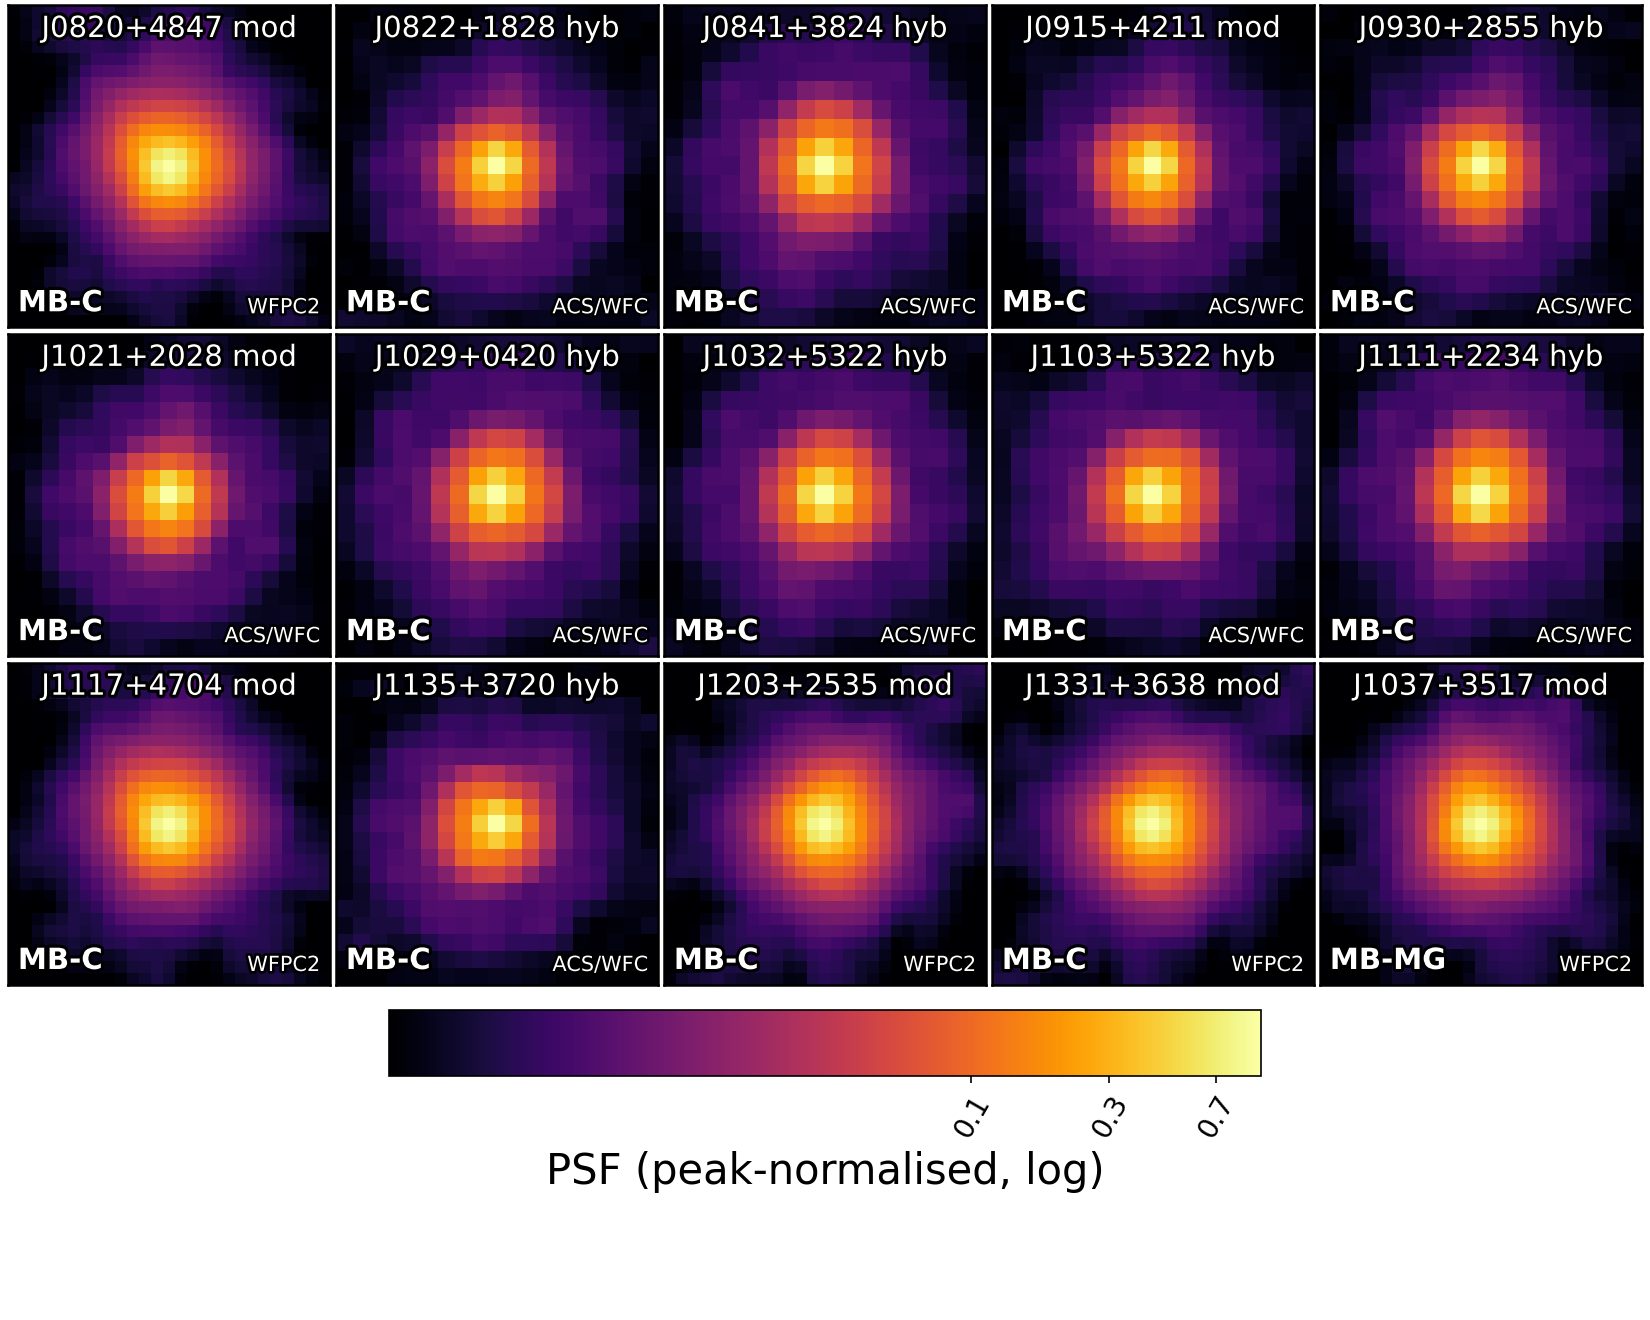 J0820+4847 mod
MB-C
WFPC2
J0822+1828 hyb
MB-C
ACS/WFC
J0841+3824 hyb
MB-C
ACS/WFC
J0915+4211 mod
MB-C
ACS/WFC
J0930+2855 hyb
MB-C
ACS/WFC
J1021+2028 mod
MB-C
ACS/WFC
J1029+0420 hyb
MB-C
ACS/WFC
J1032+5322 hyb
MB-C
ACS/WFC
J1103+5322 hyb
MB-C
ACS/WFC
J1111+2234 hyb
MB-C
ACS/WFC
J1117+4704 mod
MB-C
WFPC2
J1135+3720 hyb
MB-C
ACS/WFC
J1203+2535 mod
MB-C
WFPC2
J1331+3638 mod
MB-C
WFPC2
J1037+3517 mod
MB-MG
WFPC2
0.1
0.3
0.7
PSF (peak-normalised, log)